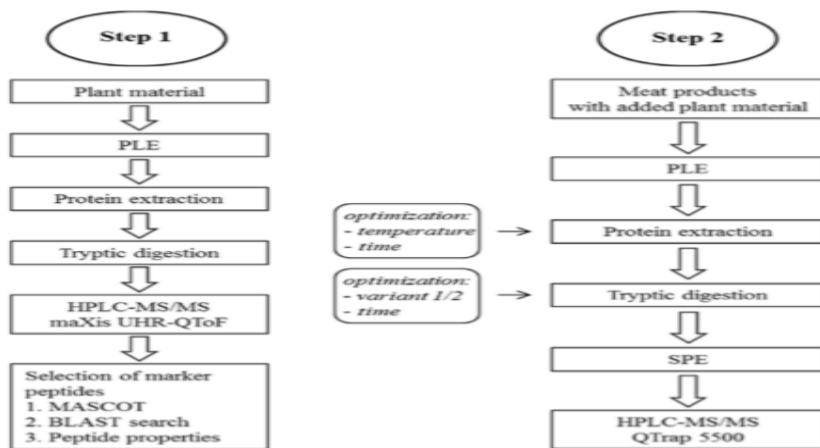 Step 1
Plant material
PLE
Protein extraction
Tryptic digestion
HPLC-MS/MS
maXis UHR-QToF
Selection of marker
peptides
1. MASCOT
2. BLAST search
3. Peptide properties
optimization:
- temperature
- time
optimization:
- variant 1/2
- time
Step 2
Meat products
with added plant material
PLE
Protein extraction
Tryptic digestion
SPE
HPLC-MS/MS
QTrap 5500